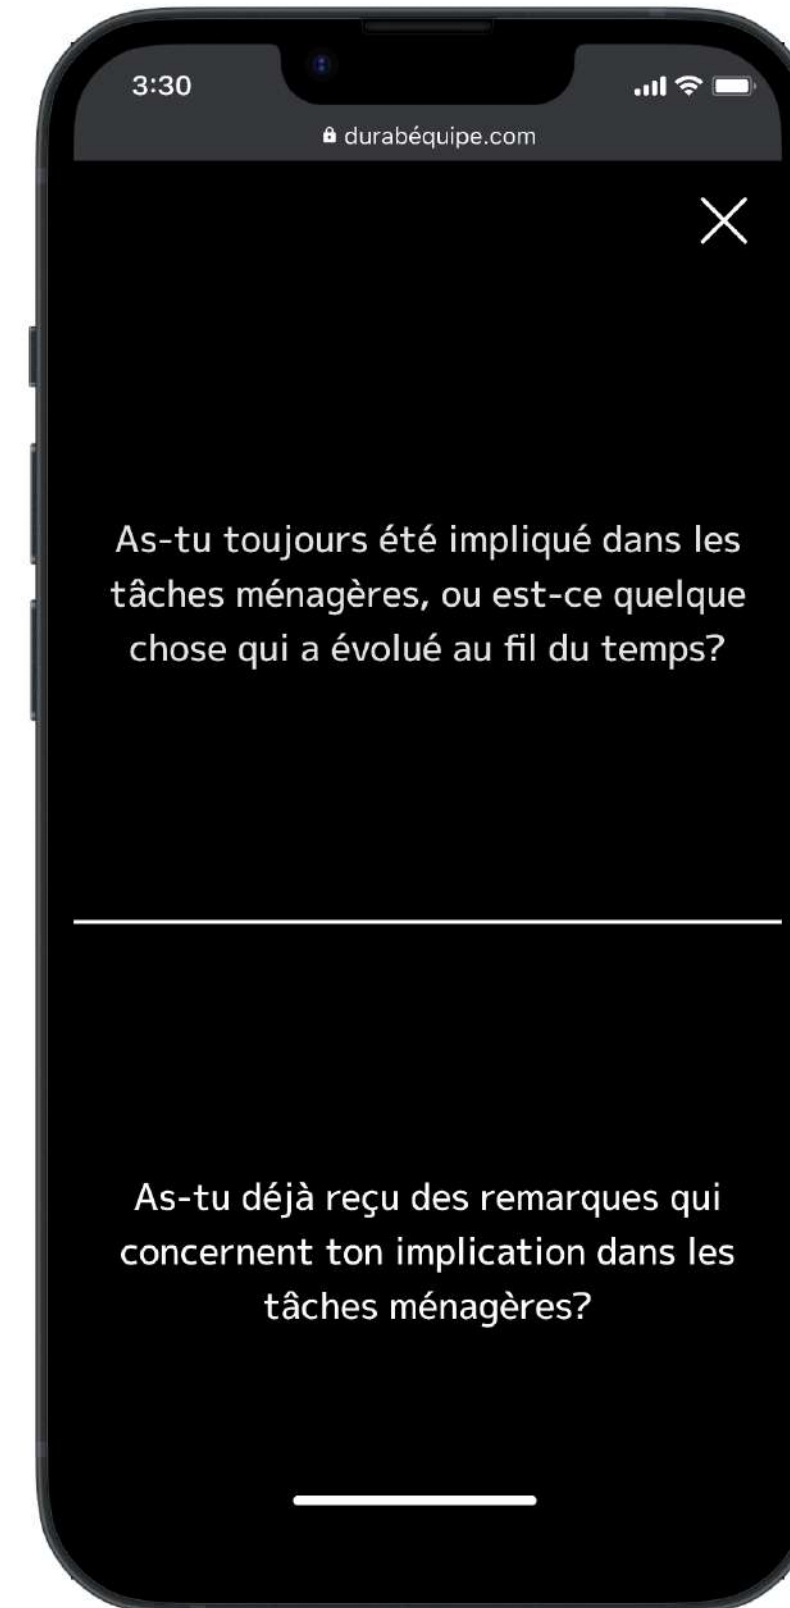 3:30
durabéquipe.com
As-tu toujours été impliqué dans les
tâches ménagères, ou est-ce quelque
chose qui a évolué au fil du temps?
As-tu déjà reçu des remarques qui
concernent ton implication dans les
tâches ménagères?